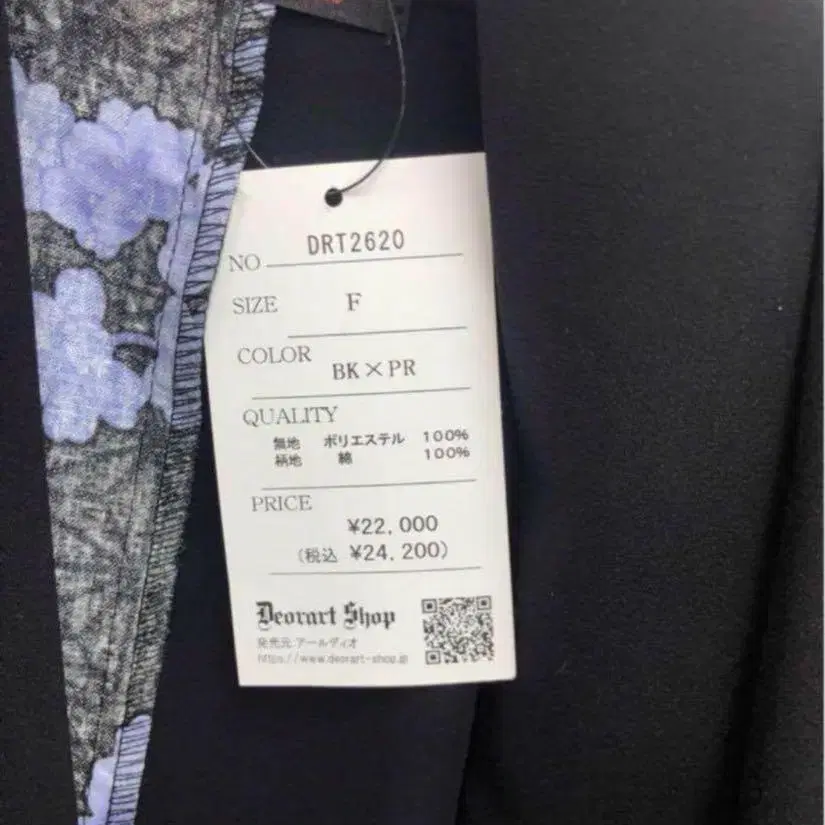 NO DRT2620
SIZE F
COLOR BK×PR
QUALITY
無地 ポリエステル 100%
柄地 綿 100%
PRICE
¥22,000
(税込 ¥24,200)
Deorart Shop
発売元:アールディオ
https://www.deorart-shop.jp